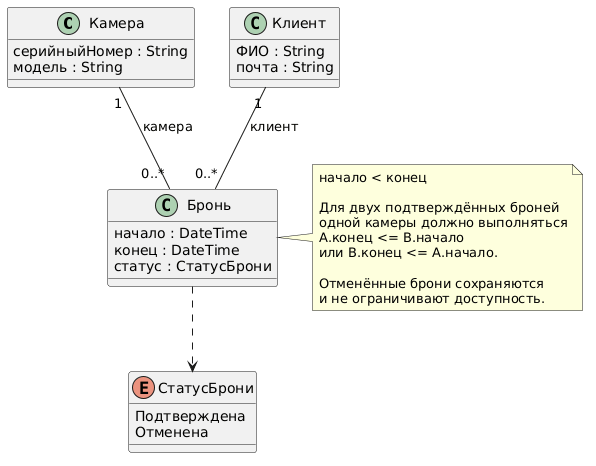 C Камера
серийныйНомер : String
модель : String
C Клиент
ФИО : String
почта : String
1
1
камера
клиент
0..*
0..*
C Бронь
начало : DateTime
конец : DateTime
статус : СтатусБрони
начало < конец
Для двух подтверждённых броней
одной камеры должно выполняться
A.конец <= B.начало
или B.конец <= A.начало.
Отменённые брони сохраняются
и не ограничивают доступность.
E СтатусБрони
Подтверждена
Отменена